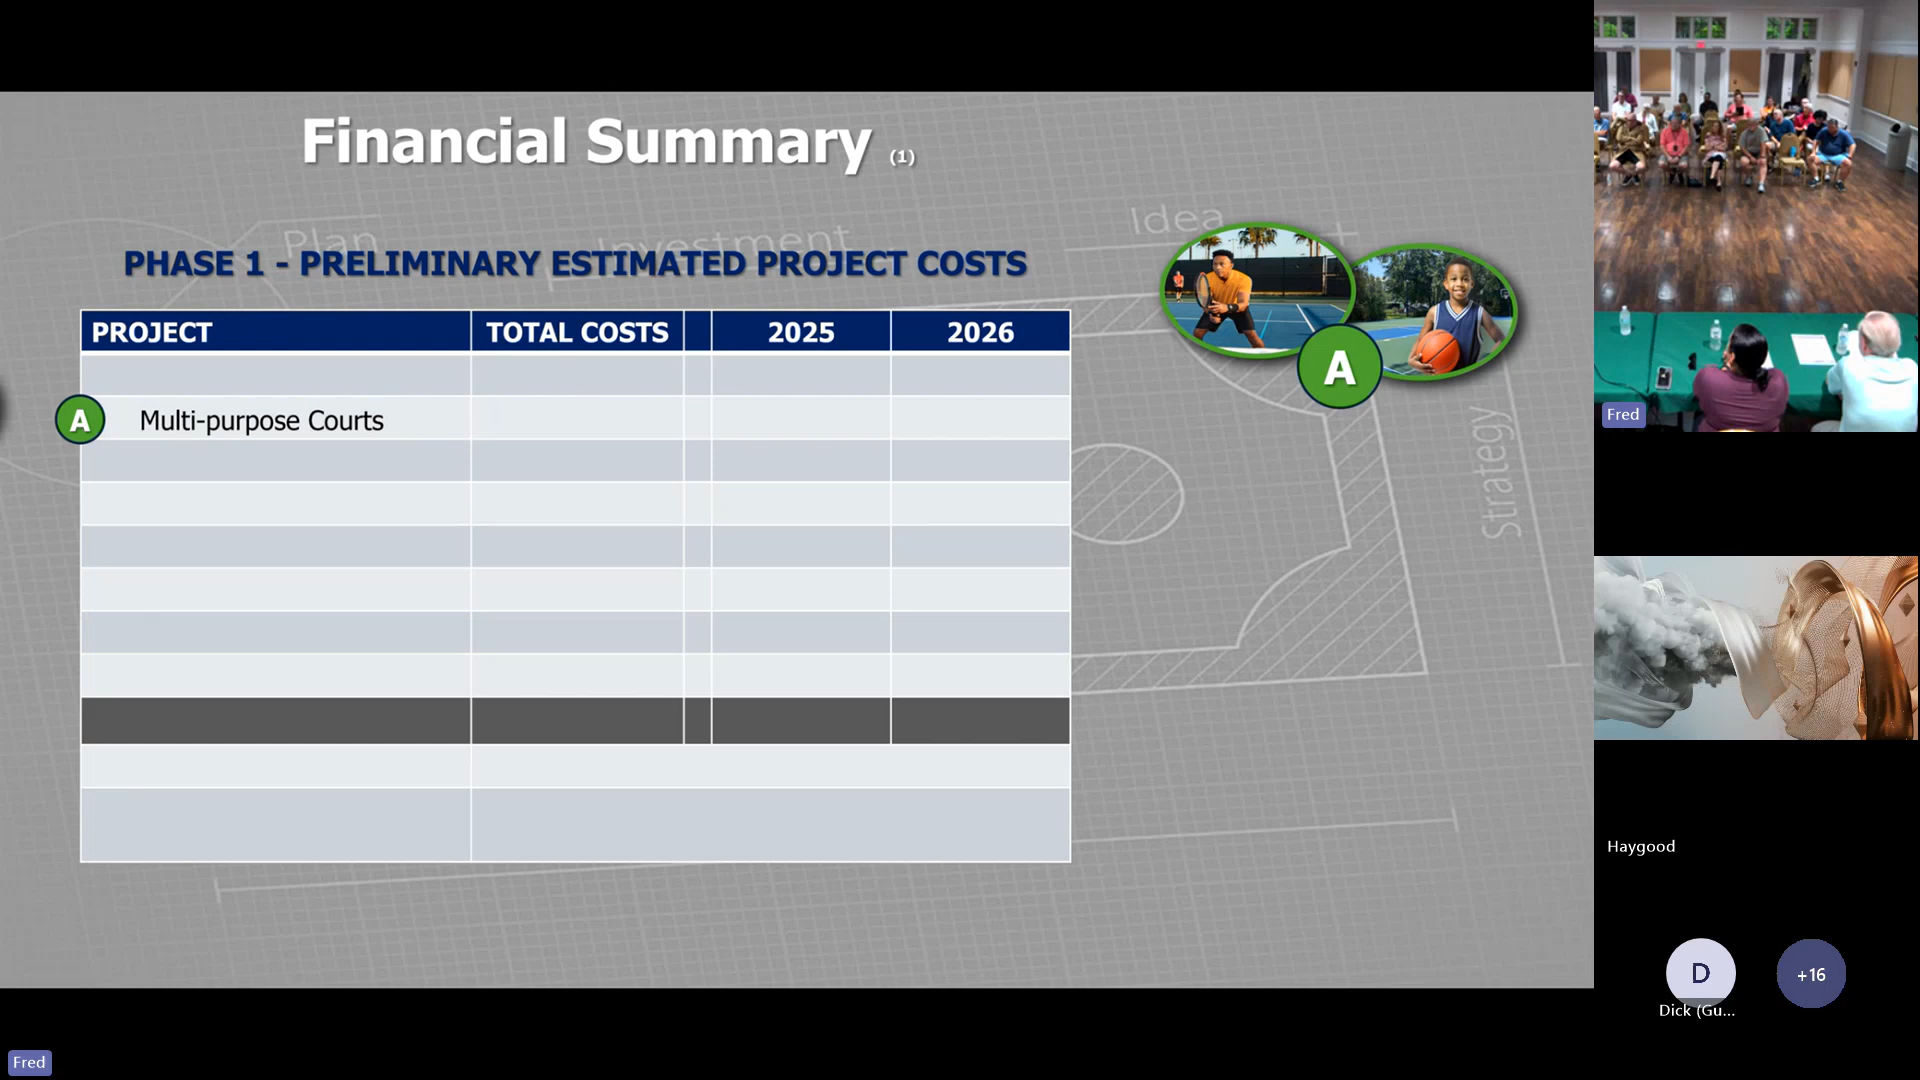 Financial Summary (1)
Plan
Investment
Idea
PHASE 1 - PRELIMINARY ESTIMATED PROJECT COSTS
PROJECT TOTAL COSTS 2025 2026
A
A Multi-purpose Courts
Strategy
Fred
Haygood
D
+16
Dick (Gu...
Fred